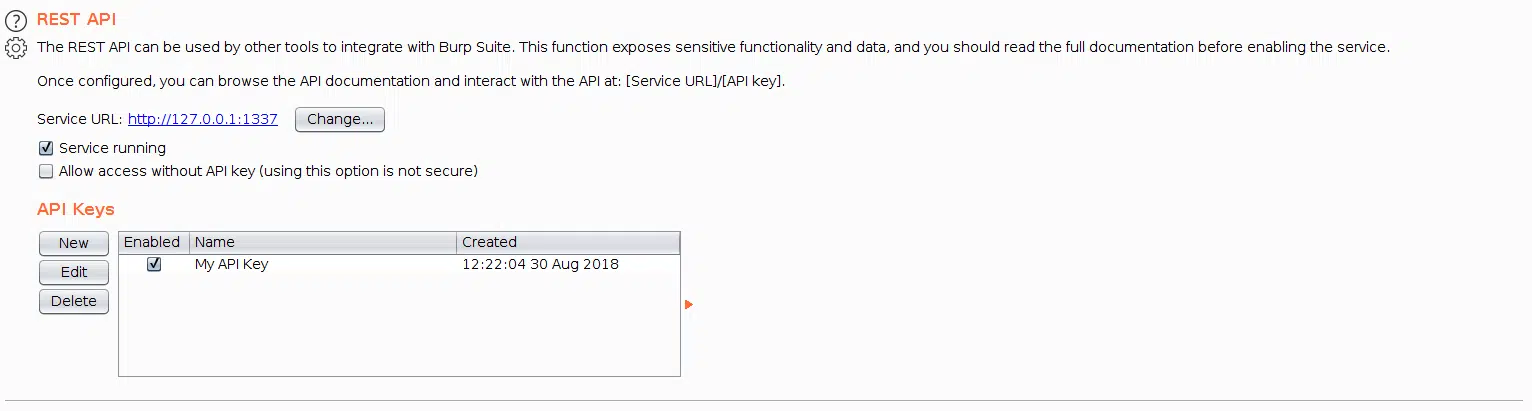 REST API
The REST API can be used by other tools to integrate with Burp Suite. This function exposes sensitive functionality and data, and you should read the full documentation before enabling the service.
Once configured, you can browse the API documentation and interact with the API at: [Service URL]/[API key].
Service URL: http://127.0.0.1:1337 Change...
Service running
Allow access without API key (using this option is not secure)
API Keys
New Enabled Name Created
My API Key 12:22:04 30 Aug 2018
Edit
Delete